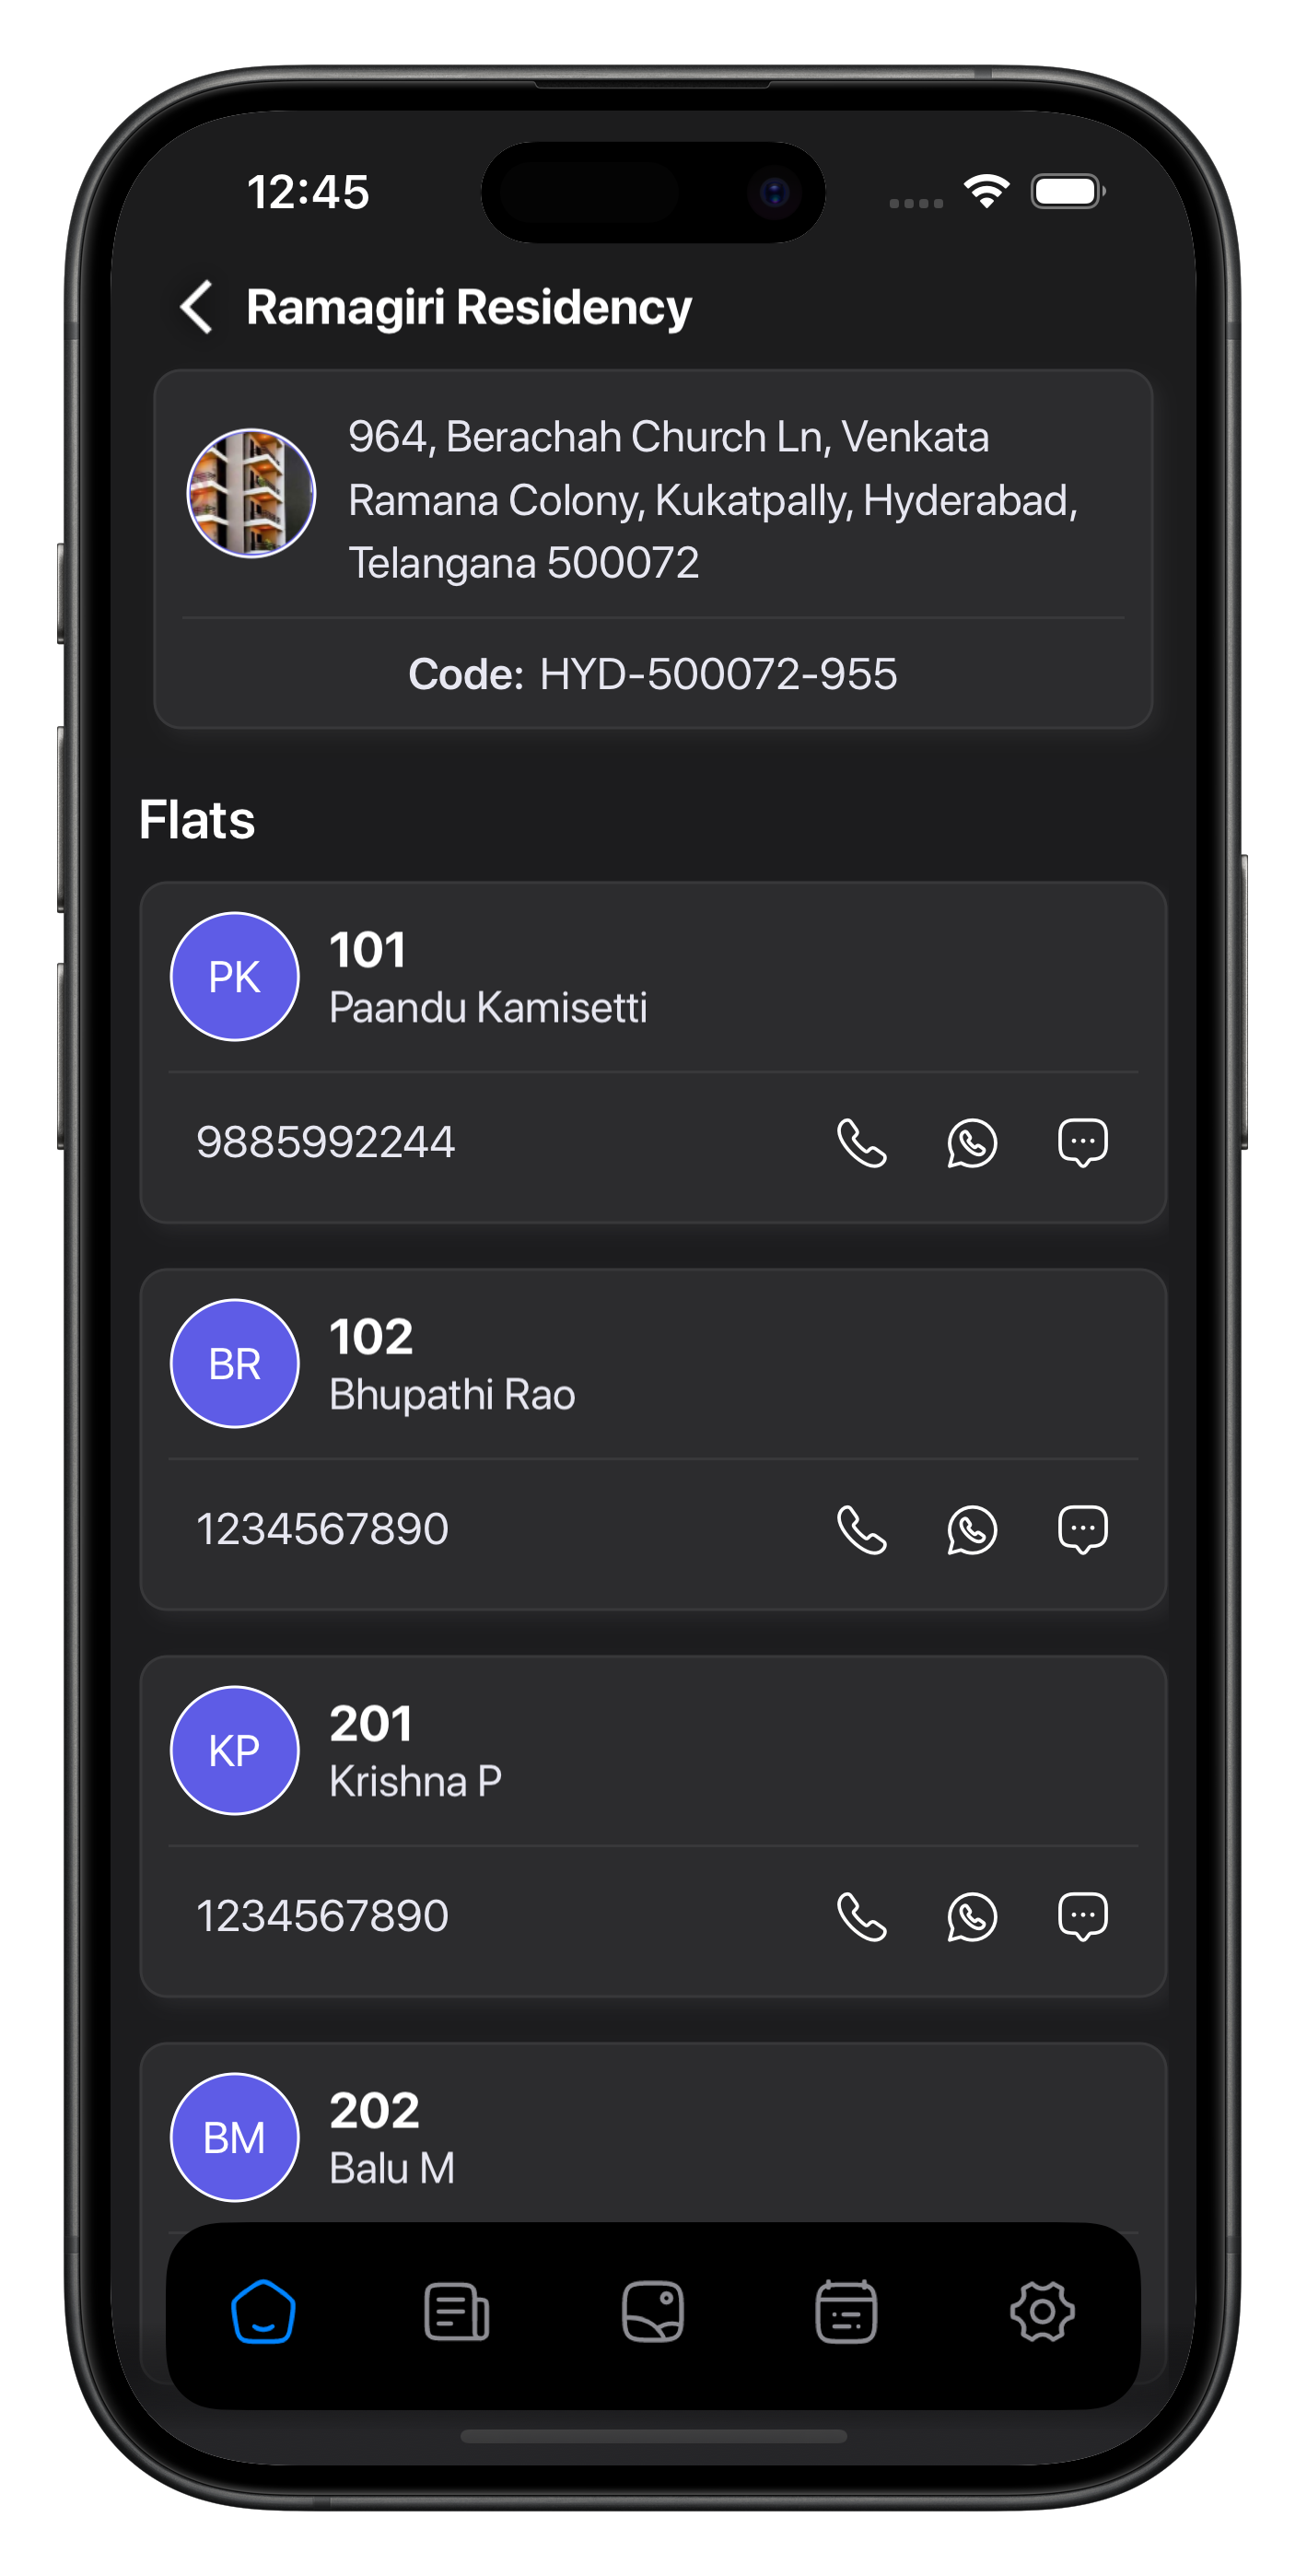 12:45
Ramagiri Residency
964, Berachah Church Ln, Venkata
Ramana Colony, Kukatpally, Hyderabad,
Telangana 500072
Code: HYD-500072-955
Flats
PK
101
Paandu Kamisetti
9885992244
BR
102
Bhupathi Rao
1234567890
KP
201
Krishna P
1234567890
BM
202
Balu M